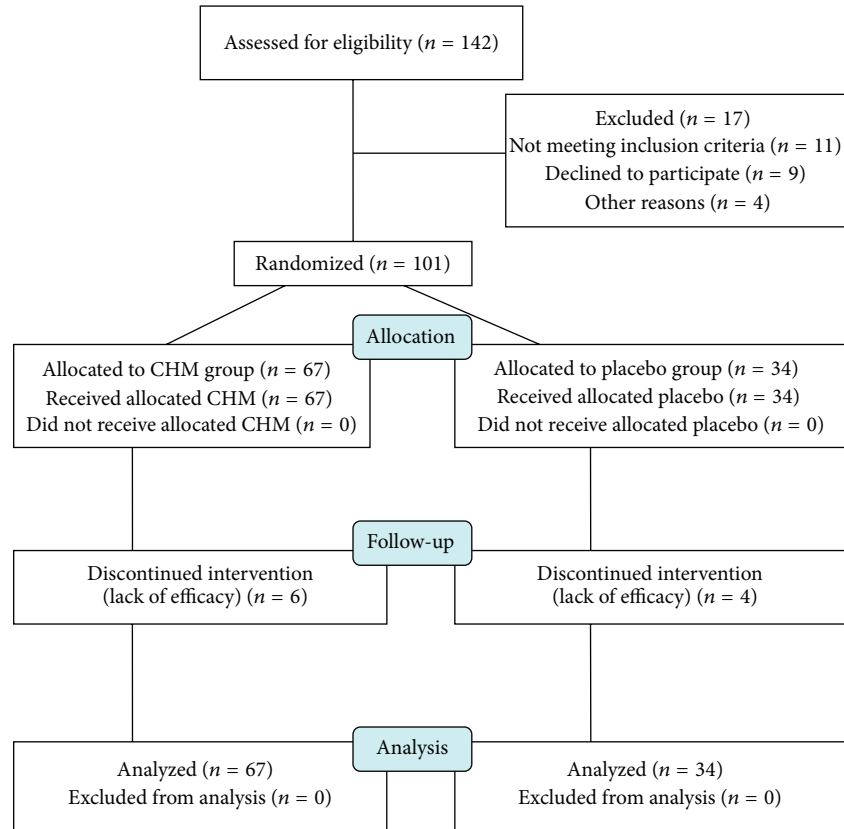 Assessed for eligibility (n = 142)
Excluded (n = 17)
Not meeting inclusion criteria (n = 11)
Declined to participate (n = 9)
Other reasons (n = 4)
Randomized (n = 101)
Allocation
Allocated to CHM group (n = 67)
Received allocated CHM (n = 67)
Did not receive allocated CHM (n = 0)
Allocated to placebo group (n = 34)
Received allocated placebo (n = 34)
Did not receive allocated placebo (n = 0)
Follow-up
Discontinued intervention
(lack of efficacy) (n = 6)
Discontinued intervention
(lack of efficacy) (n = 4)
Analysis
Analyzed (n = 67)
Excluded from analysis (n = 0)
Analyzed (n = 34)
Excluded from analysis (n = 0)